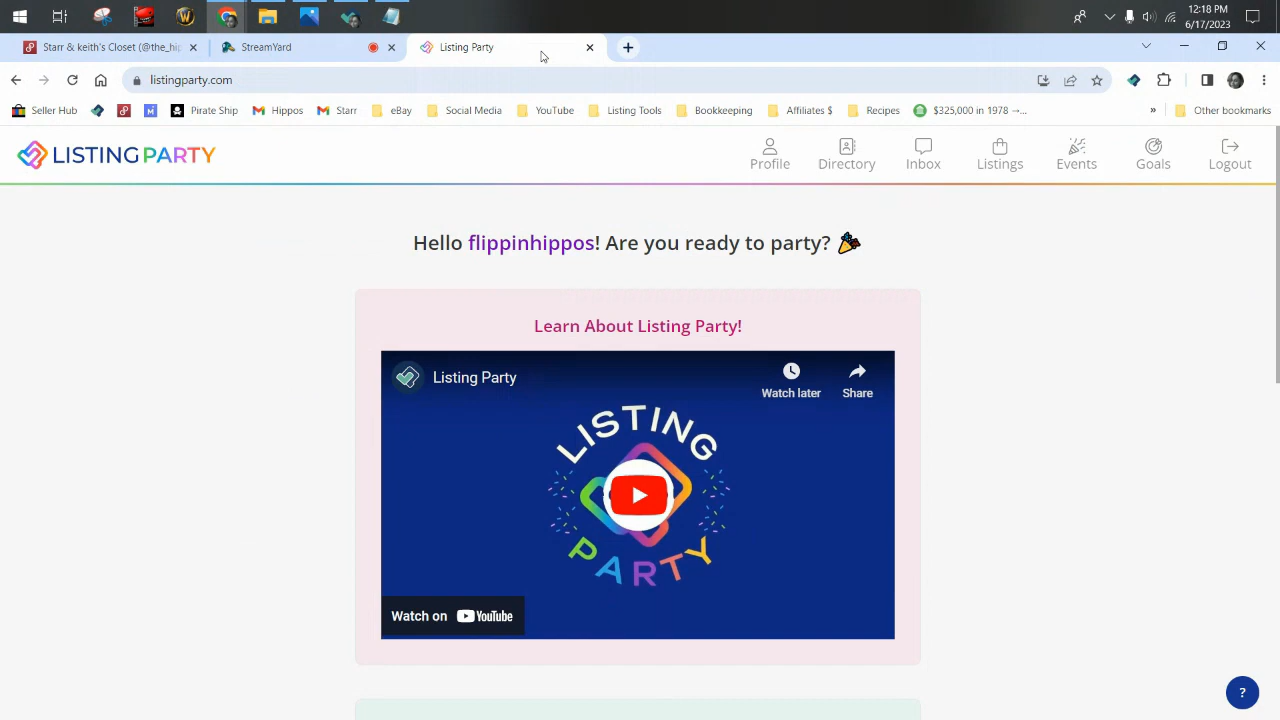 12:18 PM
6/17/2023
Starr & keith's Closet (@the_hip
StreamYard
Listing Party
listingparty.com
Seller Hub
Pirate Ship
Hippos
Starr
eBay
Social Media
YouTube
Listing Tools
Bookkeeping
Affiliates $
Recipes
$325,000 in 1978 →...
»
Other bookmarks
LISTINGPARTY
Profile
Directory
Inbox
Listings
Events
Goals
Logout
Hello flippinhippos! Are you ready to party?
Learn About Listing Party!
Listing Party
Watch later
Share
LISTING
PARTY
Watch on YouTube
?